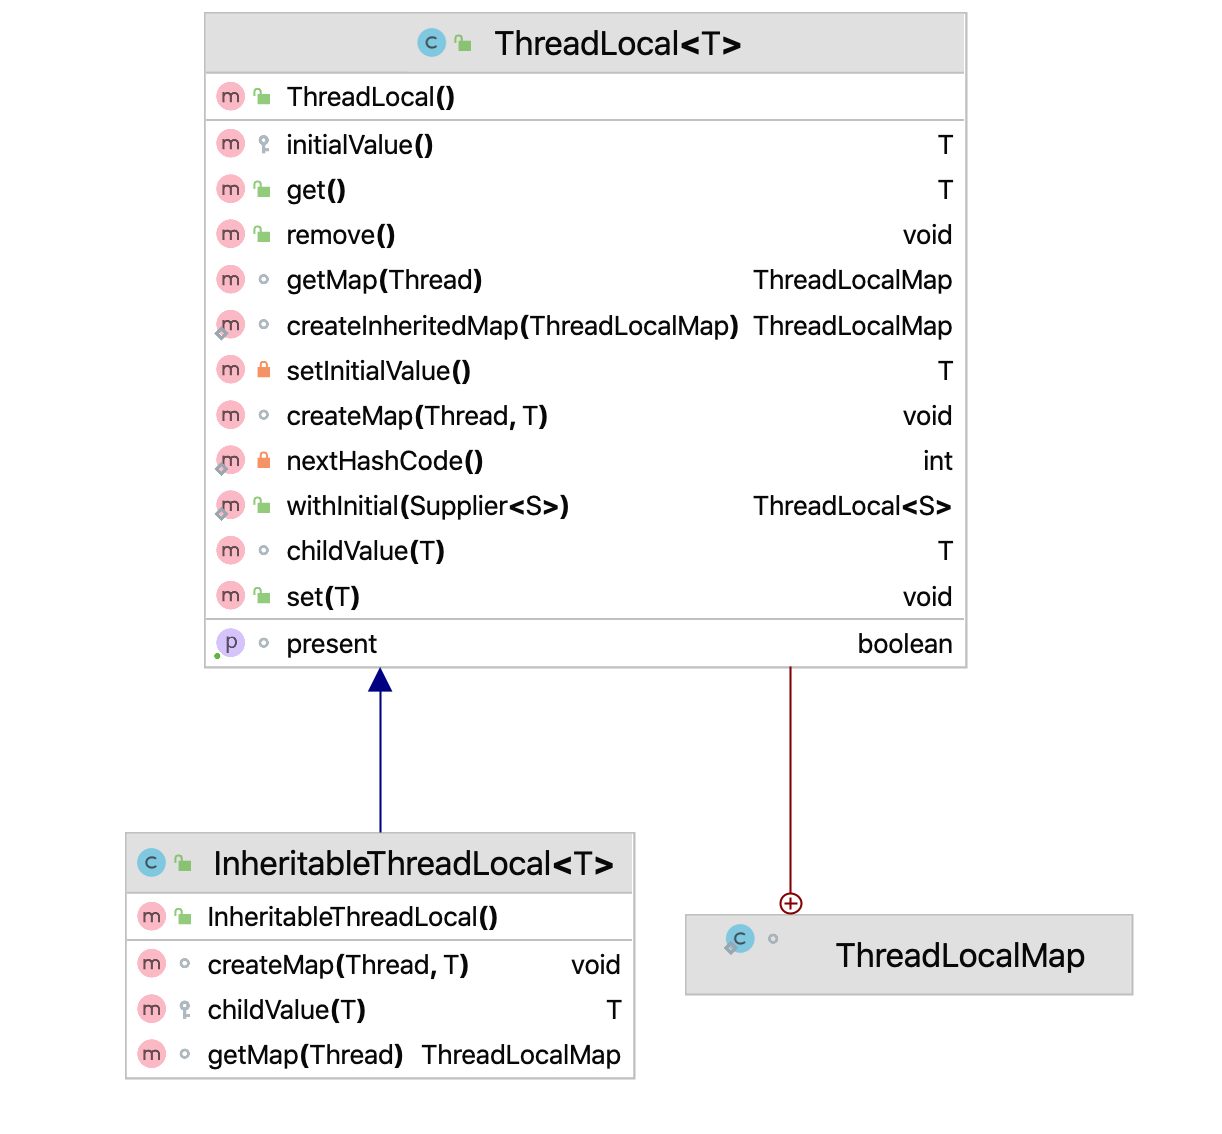 C ThreadLocal<T>
m ThreadLocal()
m initialValue() T
m get() T
m remove() void
m getMap(Thread) ThreadLocalMap
m createInheritedMap(ThreadLocalMap) ThreadLocalMap
m setInitialValue() T
m createMap(Thread, T) void
m nextHashCode() int
m withInitial(Supplier<S>) ThreadLocal<S>
m childValue(T) T
m set(T) void
p present boolean
C InheritableThreadLocal<T>
m InheritableThreadLocal()
m createMap(Thread, T) void
m childValue(T) T
m getMap(Thread) ThreadLocalMap
C ThreadLocalMap